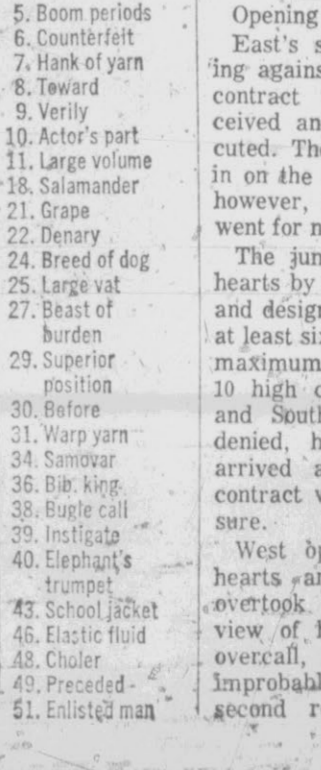 5. Boom periods
6. Counterfeit
7. Hank of yarn
8. Toward
9. Verily
10. Actor's part
11. Large volume
18. Salamander
21. Grape
22. Denary
24. Breed of dog
25. Large vat
27. Beast of
burden
29. Superior
position
30. Before
31. Warp yarn
34. Samovar
36. Bib. king
38. Bugle call
39. Instigate
40. Elephant's
trumpet
43. School jacket
46. Elastic fluid
48. Choler
49. Preceded
51. Enlisted man
Opening
East's s
ing agains
contract
ceived an
cuted. The
in on the
however,
went for n
The jun
hearts by
and design
at least si
maximum
10 high c
and South
denied, h
arrived a
contract v
sure.
West op
hearts an
overtook
view of h
overcall,
improbabl
second r